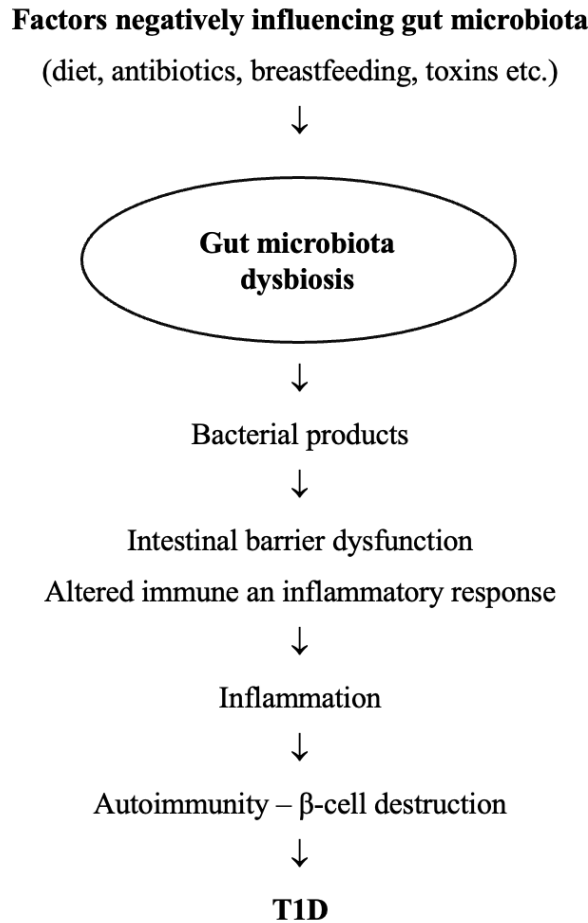 Factors negatively influencing gut microbiota
(diet, antibiotics, breastfeeding, toxins etc.)
↓
Gut microbiota
dysbiosis
↓
Bacterial products
↓
Intestinal barrier dysfunction
Altered immune an inflammatory response
↓
Inflammation
↓
Autoimmunity – β-cell destruction
↓
T1D